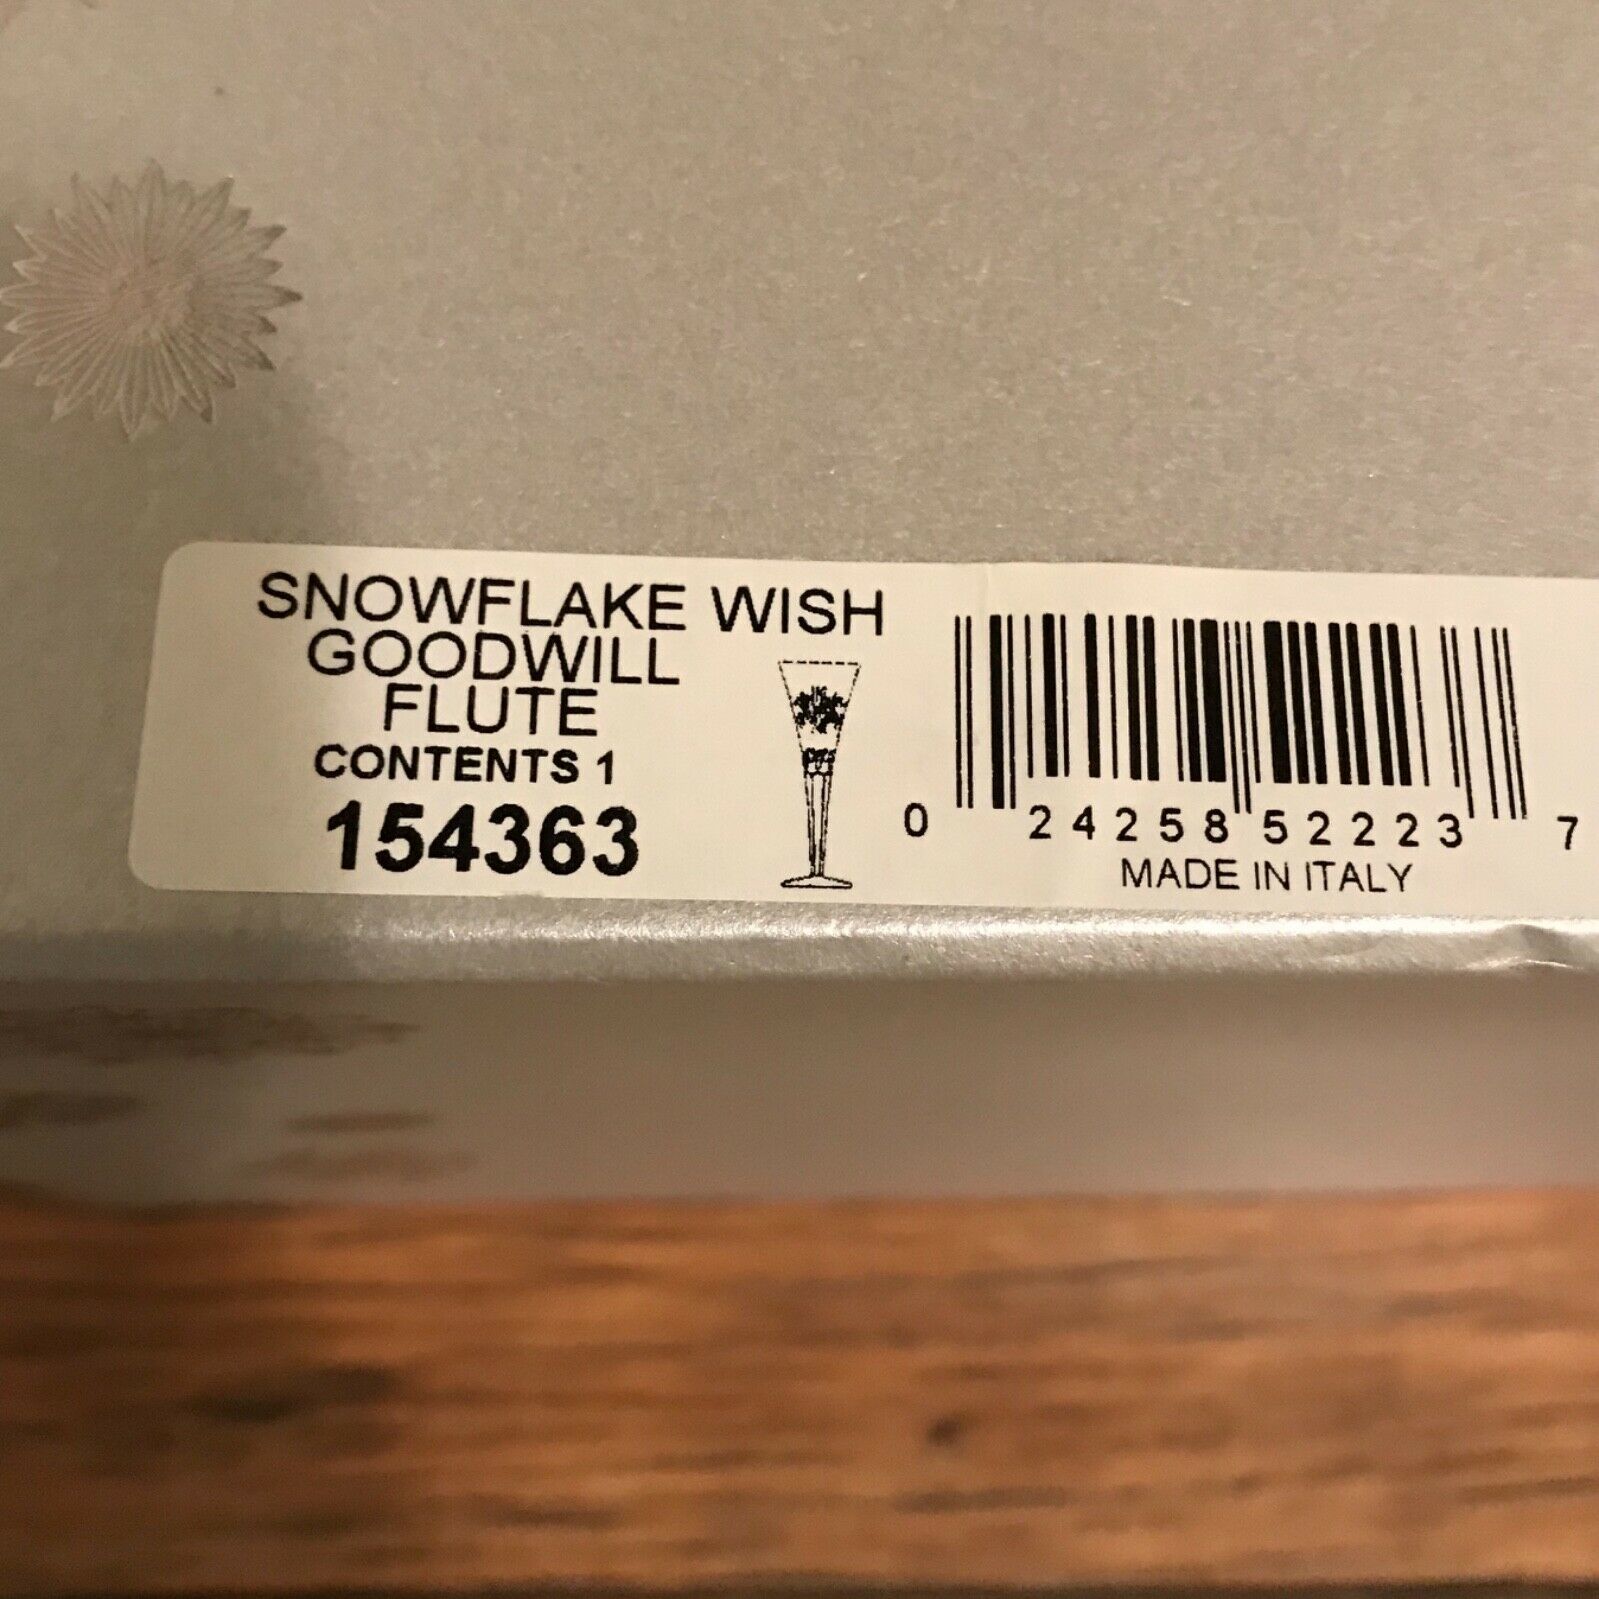 SNOWFLAKE WISH
GOODWILL
FLUTE
CONTENTS 1
154363
0 24258 52223 7
MADE IN ITALY